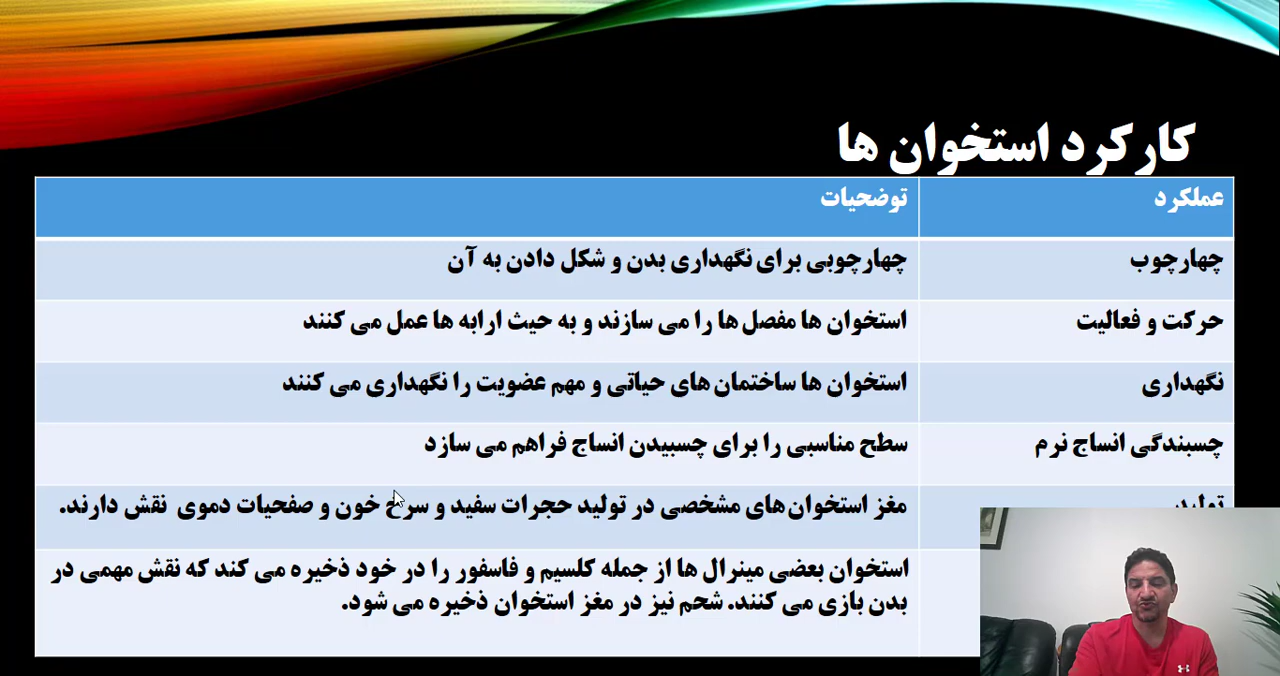 کارکرد استخوان ها
عملکرد توضحیات
چهارچوب چهارچوبی برای نگهداری بدن و شکل دادن به آن
حرکت و فعالیت استخوان ها مفصل ها را می سازند و به حیث ارابه ها عمل می کنند
نگهداری استخوان ها ساختمان های حیاتی و مهم عضویت را نگهداری می کنند
چسبندگی انساج نرم سطح مناسبی را برای چسبیدن انساج فراهم می سازد
تولید مغز استخوان های مشخصی در تولید حجرات سفید و سرخ خون و صفحیات دموی نقش دارند.
استخوان بعضی مینرال ها از جمله کلسیم و فاسفور را در خود ذخیره می کند که نقش مهمی در
بدن بازی می کنند. شحم نیز در مغز استخوان ذخیره می شود.